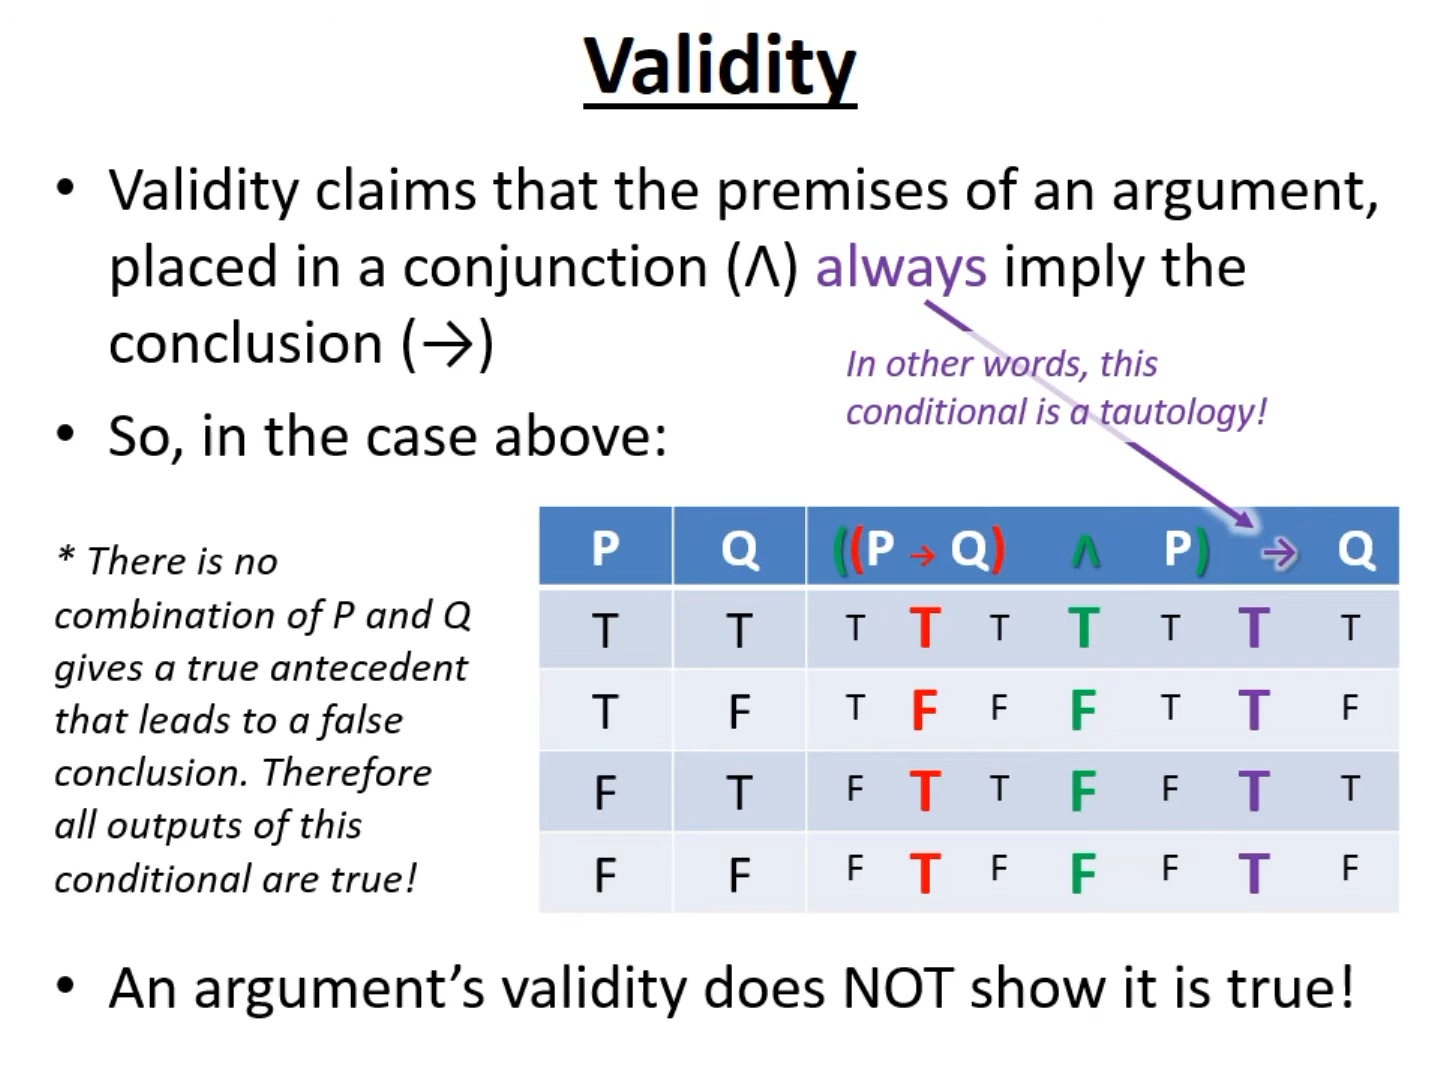 Validity
• Validity claims that the premises of an argument,
placed in a conjunction (Λ) always imply the
conclusion (→)
In other words, this
conditional is a tautology!
• So, in the case above:
* There is no
combination of P and Q
gives a true antecedent
that leads to a false
conclusion. Therefore
all outputs of this
conditional are true!
P Q ((P → Q) Λ P) → Q
T T T T T T T T T
T F T F F F T T F
F T F T T F F T T
F F F T F F F T F
• An argument’s validity does NOT show it is true!